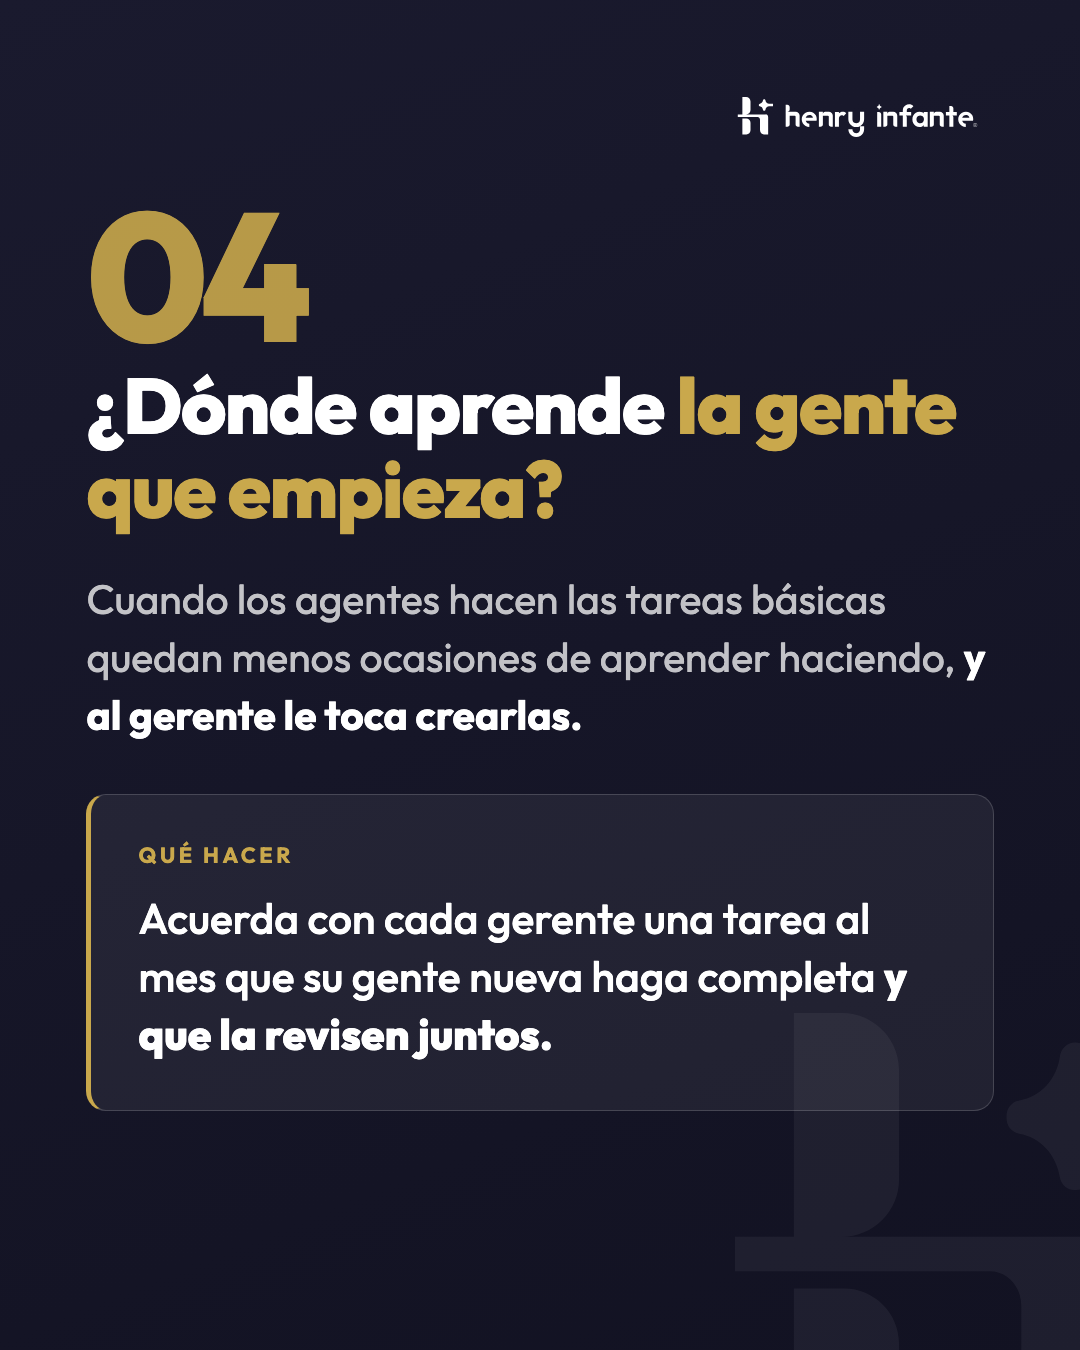 henry infante
04
¿Dónde aprende la gente
que empieza?
Cuando los agentes hacen las tareas básicas
quedan menos ocasiones de aprender haciendo, y
al gerente le toca crearlas.
QUÉ HACER
Acuerda con cada gerente una tarea al
mes que su gente nueva haga completa y
que la revisen juntos.